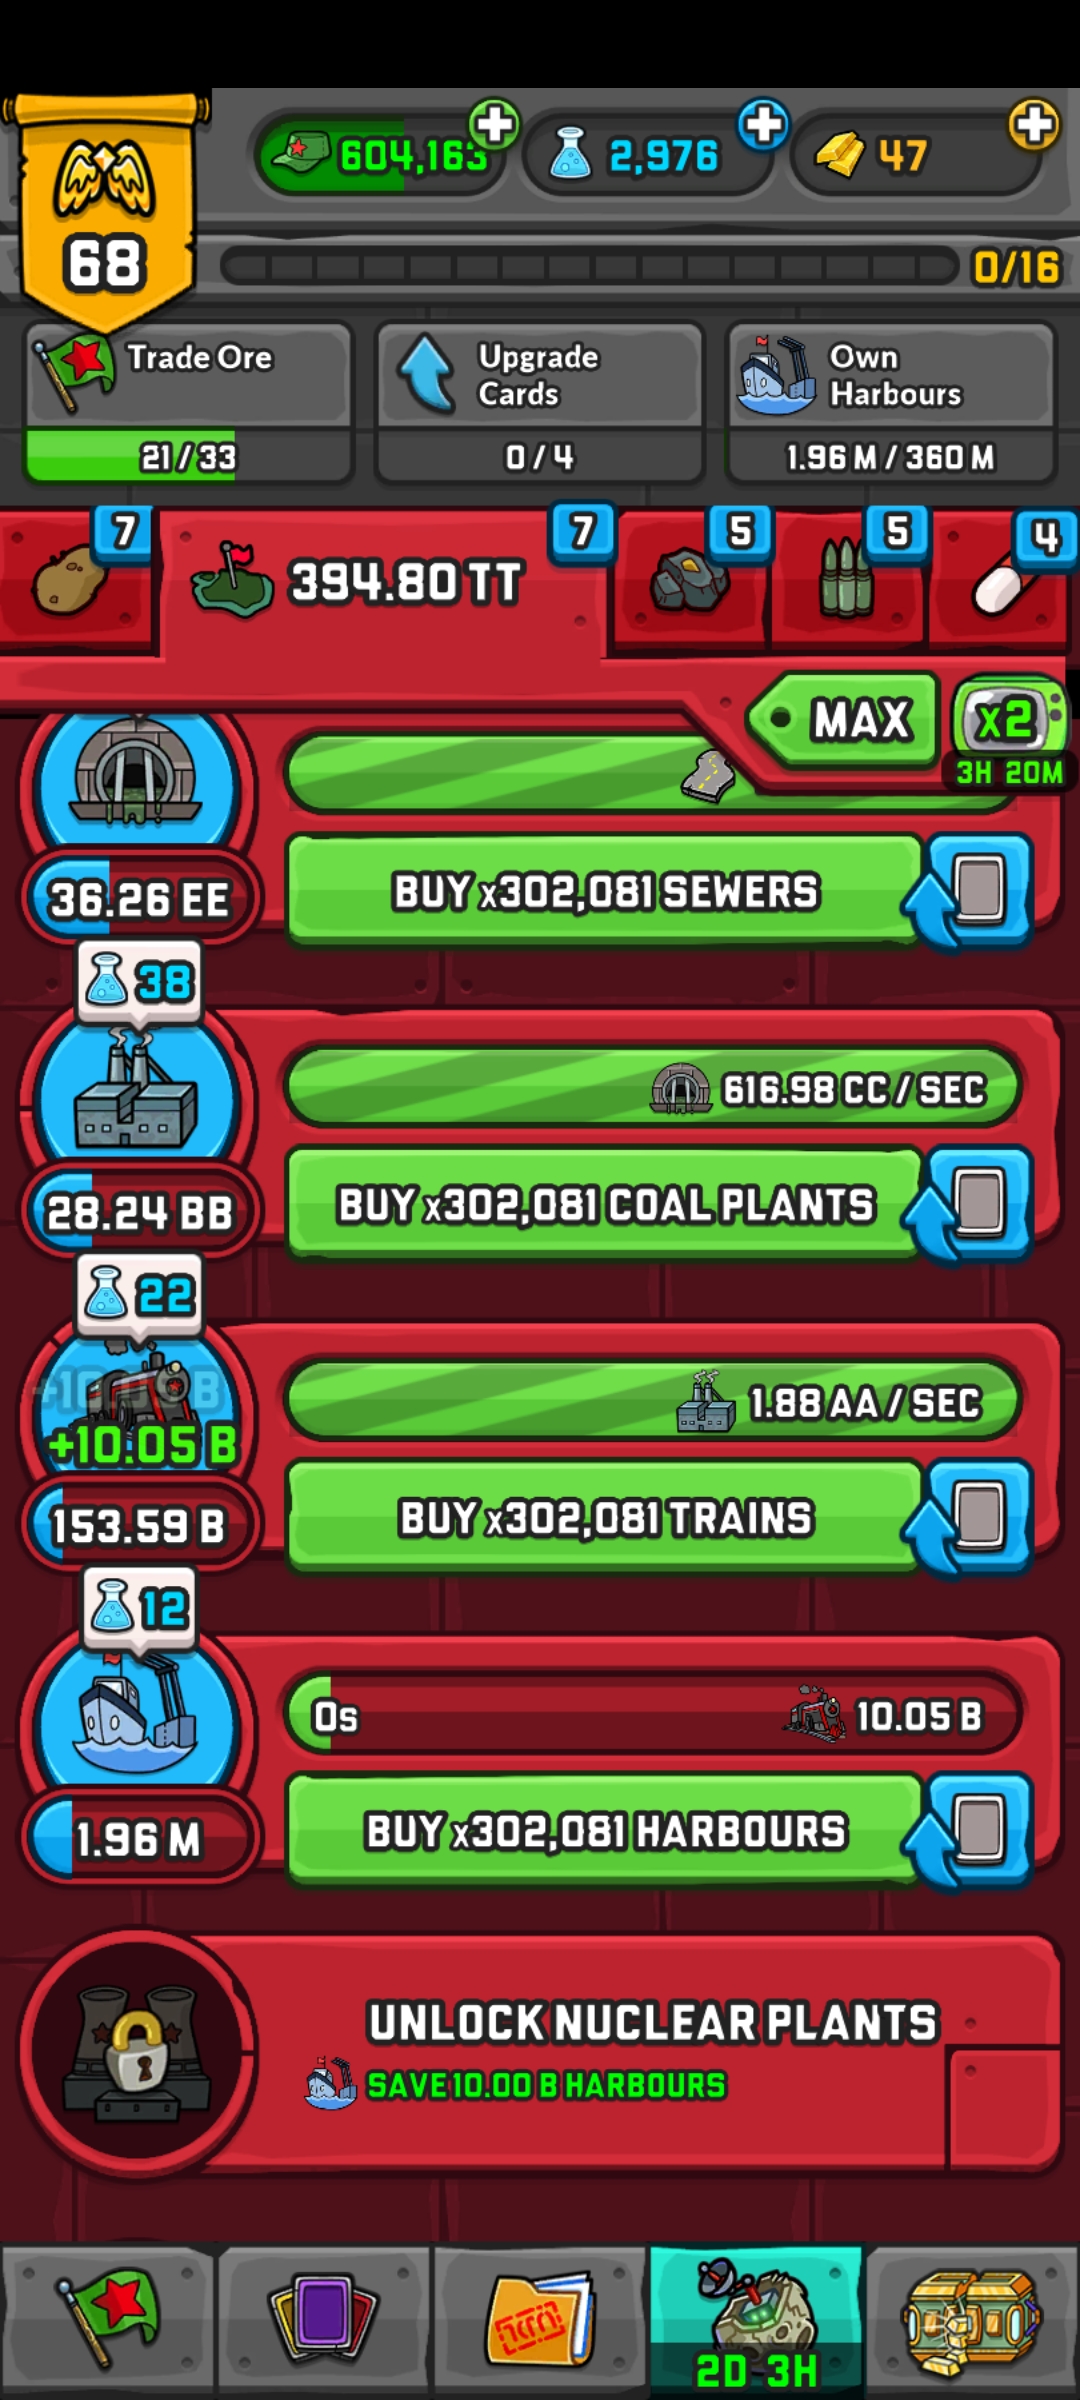 604,163
2,976
47
68
0/16
Trade Ore
21/33
Upgrade
Cards
0/4
Own
Harbours
1.96 M / 360 M
7
394.80 TT
7
5
5
4
MAX
x2
3H 20M
36.26 EE
BUY x302,081 SEWERS
38
616.98 CC / SEC
28.24 BB
BUY x302,081 COAL PLANTS
22
1.88 AA / SEC
+10.05 B
+10.05 B
153.59 B
BUY x302,081 TRAINS
12
0s
10.05 B
1.96 M
BUY x302,081 HARBOURS
UNLOCK NUCLEAR PLANTS
SAVE 10.00 B HARBOURS
2D 3H